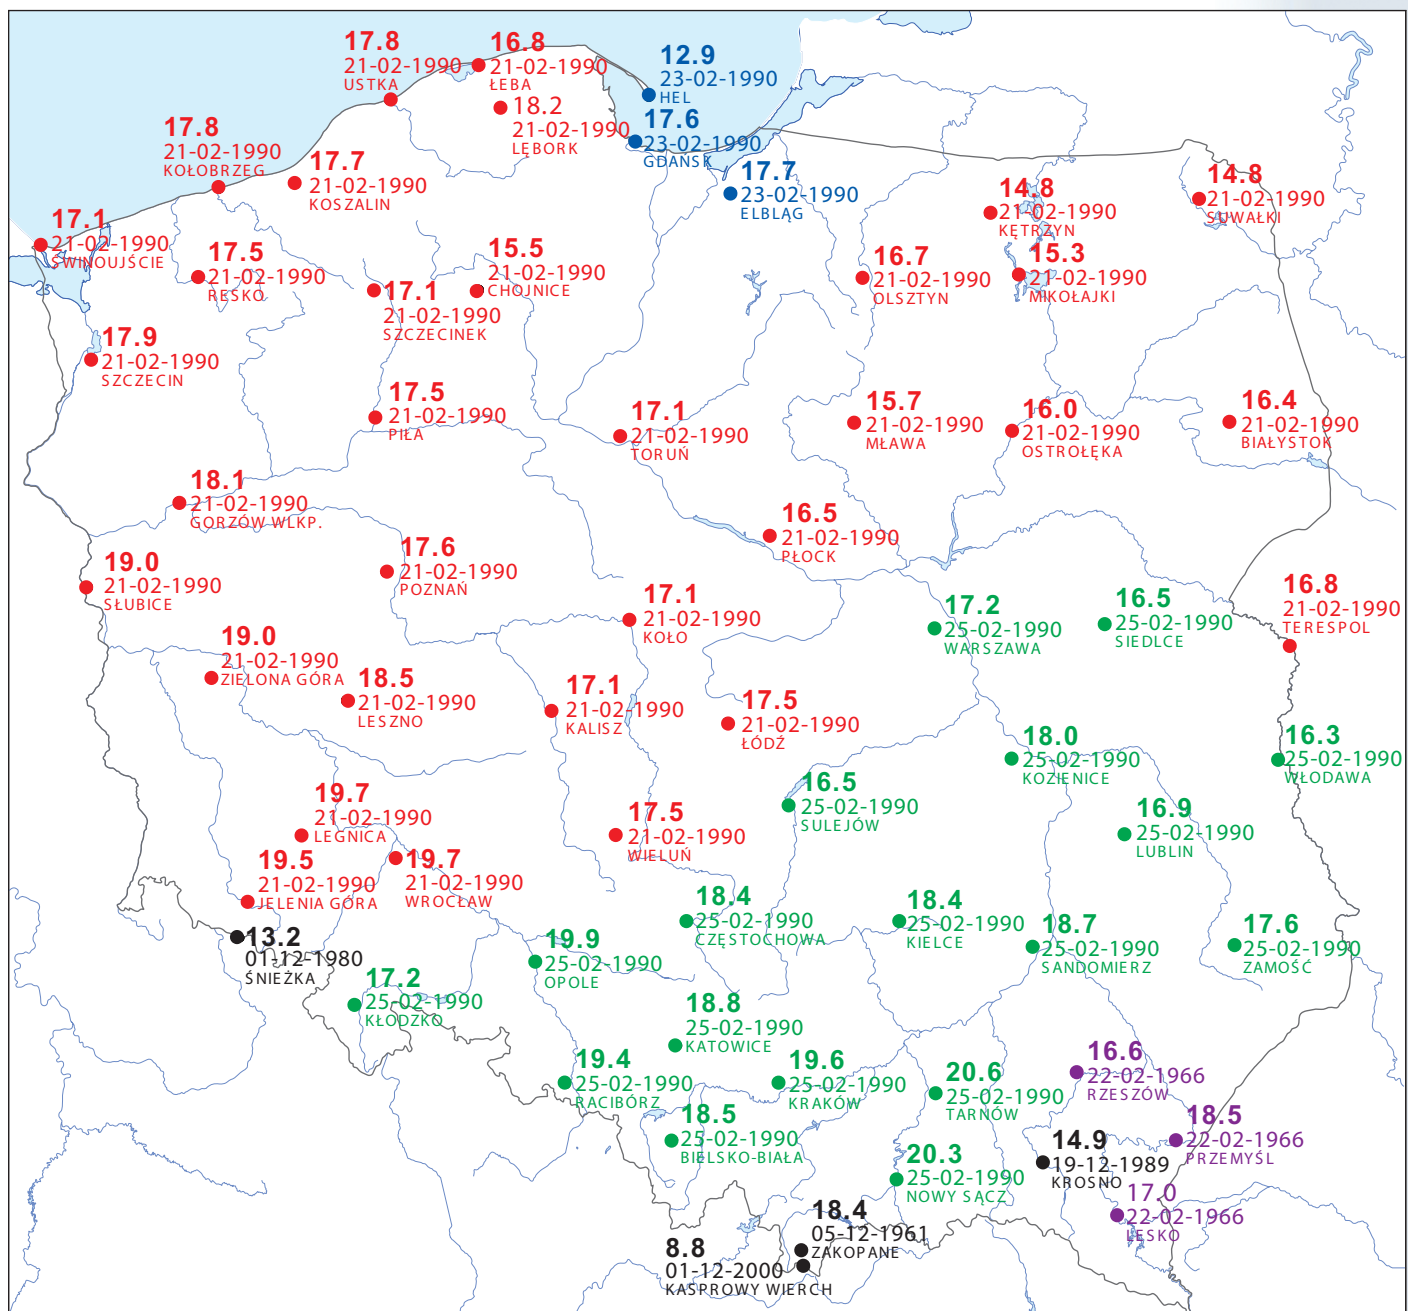 17.8
21-02-1990
USTKA
16.8
21-02-1990
ŁEBA
18.2
21-02-1990
LĘBORK
12.9
23-02-1990
HEL
17.6
23-02-1990
GDAŃSK
17.8
21-02-1990
KOŁOBRZEG
17.7
21-02-1990
KOSZALIN
17.7
23-02-1990
ELBLĄG
14.8
21-02-1990
KĘTRZYN
14.8
21-02-1990
SUWAŁKI
17.1
21-02-1990
ŚWINOUJŚCIE
17.5
21-02-1990
RESKO
17.1
21-02-1990
SZCZECINEK
15.5
21-02-1990
CHOJNICE
16.7
21-02-1990
OLSZTYN
15.3
21-02-1990
MIKOŁAJKI
17.9
21-02-1990
SZCZECIN
17.5
21-02-1990
PIŁA
17.1
21-02-1990
TORUŃ
15.7
21-02-1990
MŁAWA
16.0
21-02-1990
OSTROŁĘKA
16.4
21-02-1990
BIAŁYSTOK
18.1
21-02-1990
GORZÓW WLKP.
16.5
21-02-1990
PŁOCK
19.0
21-02-1990
SŁUBICE
17.6
21-02-1990
POZNAŃ
17.1
21-02-1990
KOŁO
17.2
25-02-1990
WARSZAWA
16.5
25-02-1990
SIEDLCE
16.8
21-02-1990
TERESPOL
19.0
21-02-1990
ZIELONA GÓRA
18.5
21-02-1990
LESZNO
17.1
21-02-1990
KALISZ
17.5
21-02-1990
ŁÓDŹ
18.0
25-02-1990
KOZIENICE
16.3
25-02-1990
WŁODAWA
19.7
21-02-1990
LEGNICA
17.5
21-02-1990
WIELUŃ
16.5
25-02-1990
SULEJÓW
16.9
25-02-1990
LUBLIN
19.5
21-02-1990
JELENIA GÓRA
19.7
21-02-1990
WROCŁAW
18.4
25-02-1990
CZĘSTOCHOWA
18.4
25-02-1990
KIELCE
18.7
25-02-1990
SANDOMIERZ
17.6
25-02-1990
ZAMOŚĆ
13.2
01-12-1980
ŚNIEŻKA
17.2
25-02-1990
KŁODZKO
19.9
25-02-1990
OPOLE
18.8
25-02-1990
KATOWICE
19.4
25-02-1990
RACIBÓRZ
19.6
25-02-1990
KRAKÓW
20.6
25-02-1990
TARNÓW
16.6
22-02-1966
RZESZÓW
18.5
25-02-1990
BIELSKO-BIAŁA
20.3
25-02-1990
NOWY SĄCZ
14.9
19-12-1989
KROSNO
18.5
22-02-1966
PRZEMYŚL
17.0
22-02-1966
LESKO
18.4
05-12-1961
ZAKOPANE
8.8
01-12-2000
KASPROWY WIERCH